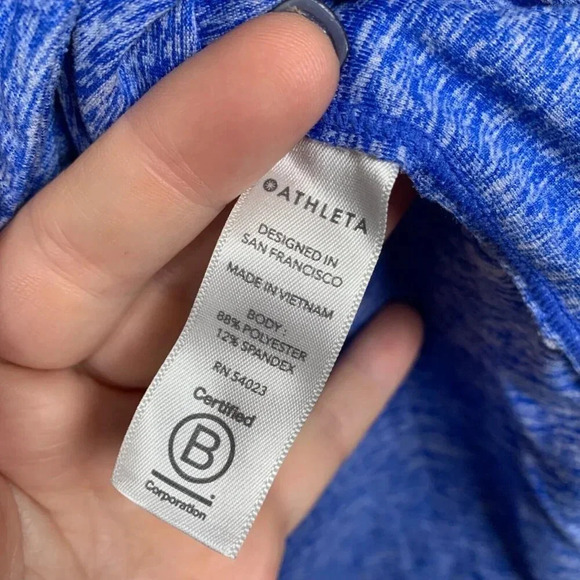 ATHLETA
DESIGNED IN
SAN FRANCISCO
MADE IN VIETNAM
BODY :
88% POLYESTER
12% SPANDEX
RN 54023
Certified
B
Corporation